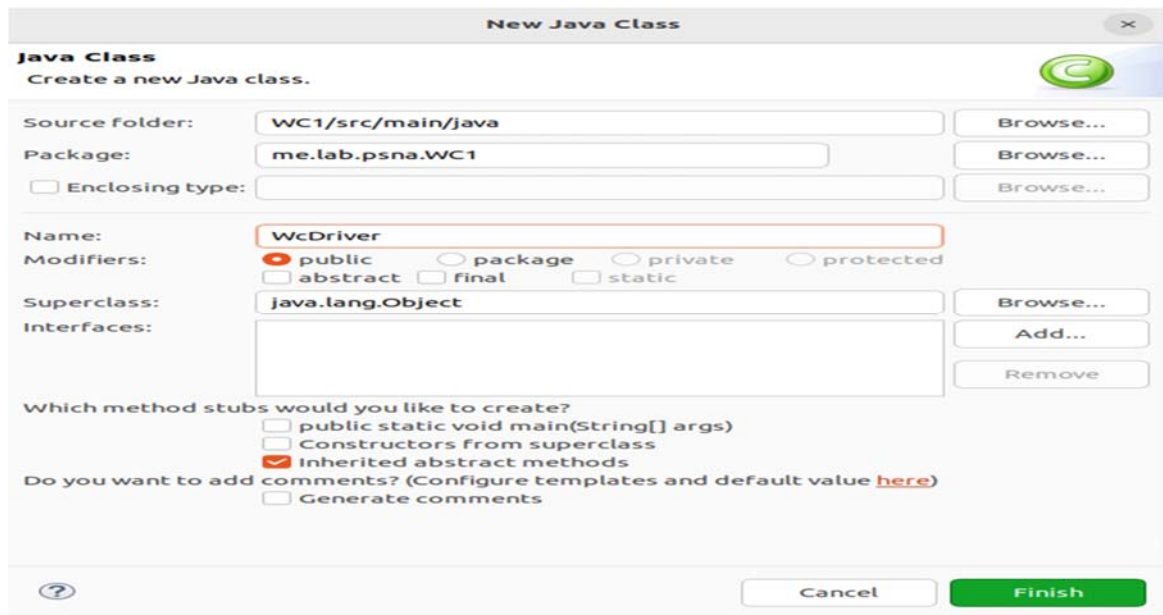 New Java Class
Java Class
Create a new Java class.
C
Source folder: WC1/src/main/java Browse...
Package: me.lab.psna.WC1 Browse...
Enclosing type: Browse...
Name: WcDriver
Modifiers: public package private protected
abstract final static
Superclass: java.lang.Object Browse...
Interfaces: Add...
Remove
Which method stubs would you like to create?
public static void main(String[] args)
Constructors from superclass
Inherited abstract methods
Do you want to add comments? (Configure templates and default value here)
Generate comments
? Cancel Finish